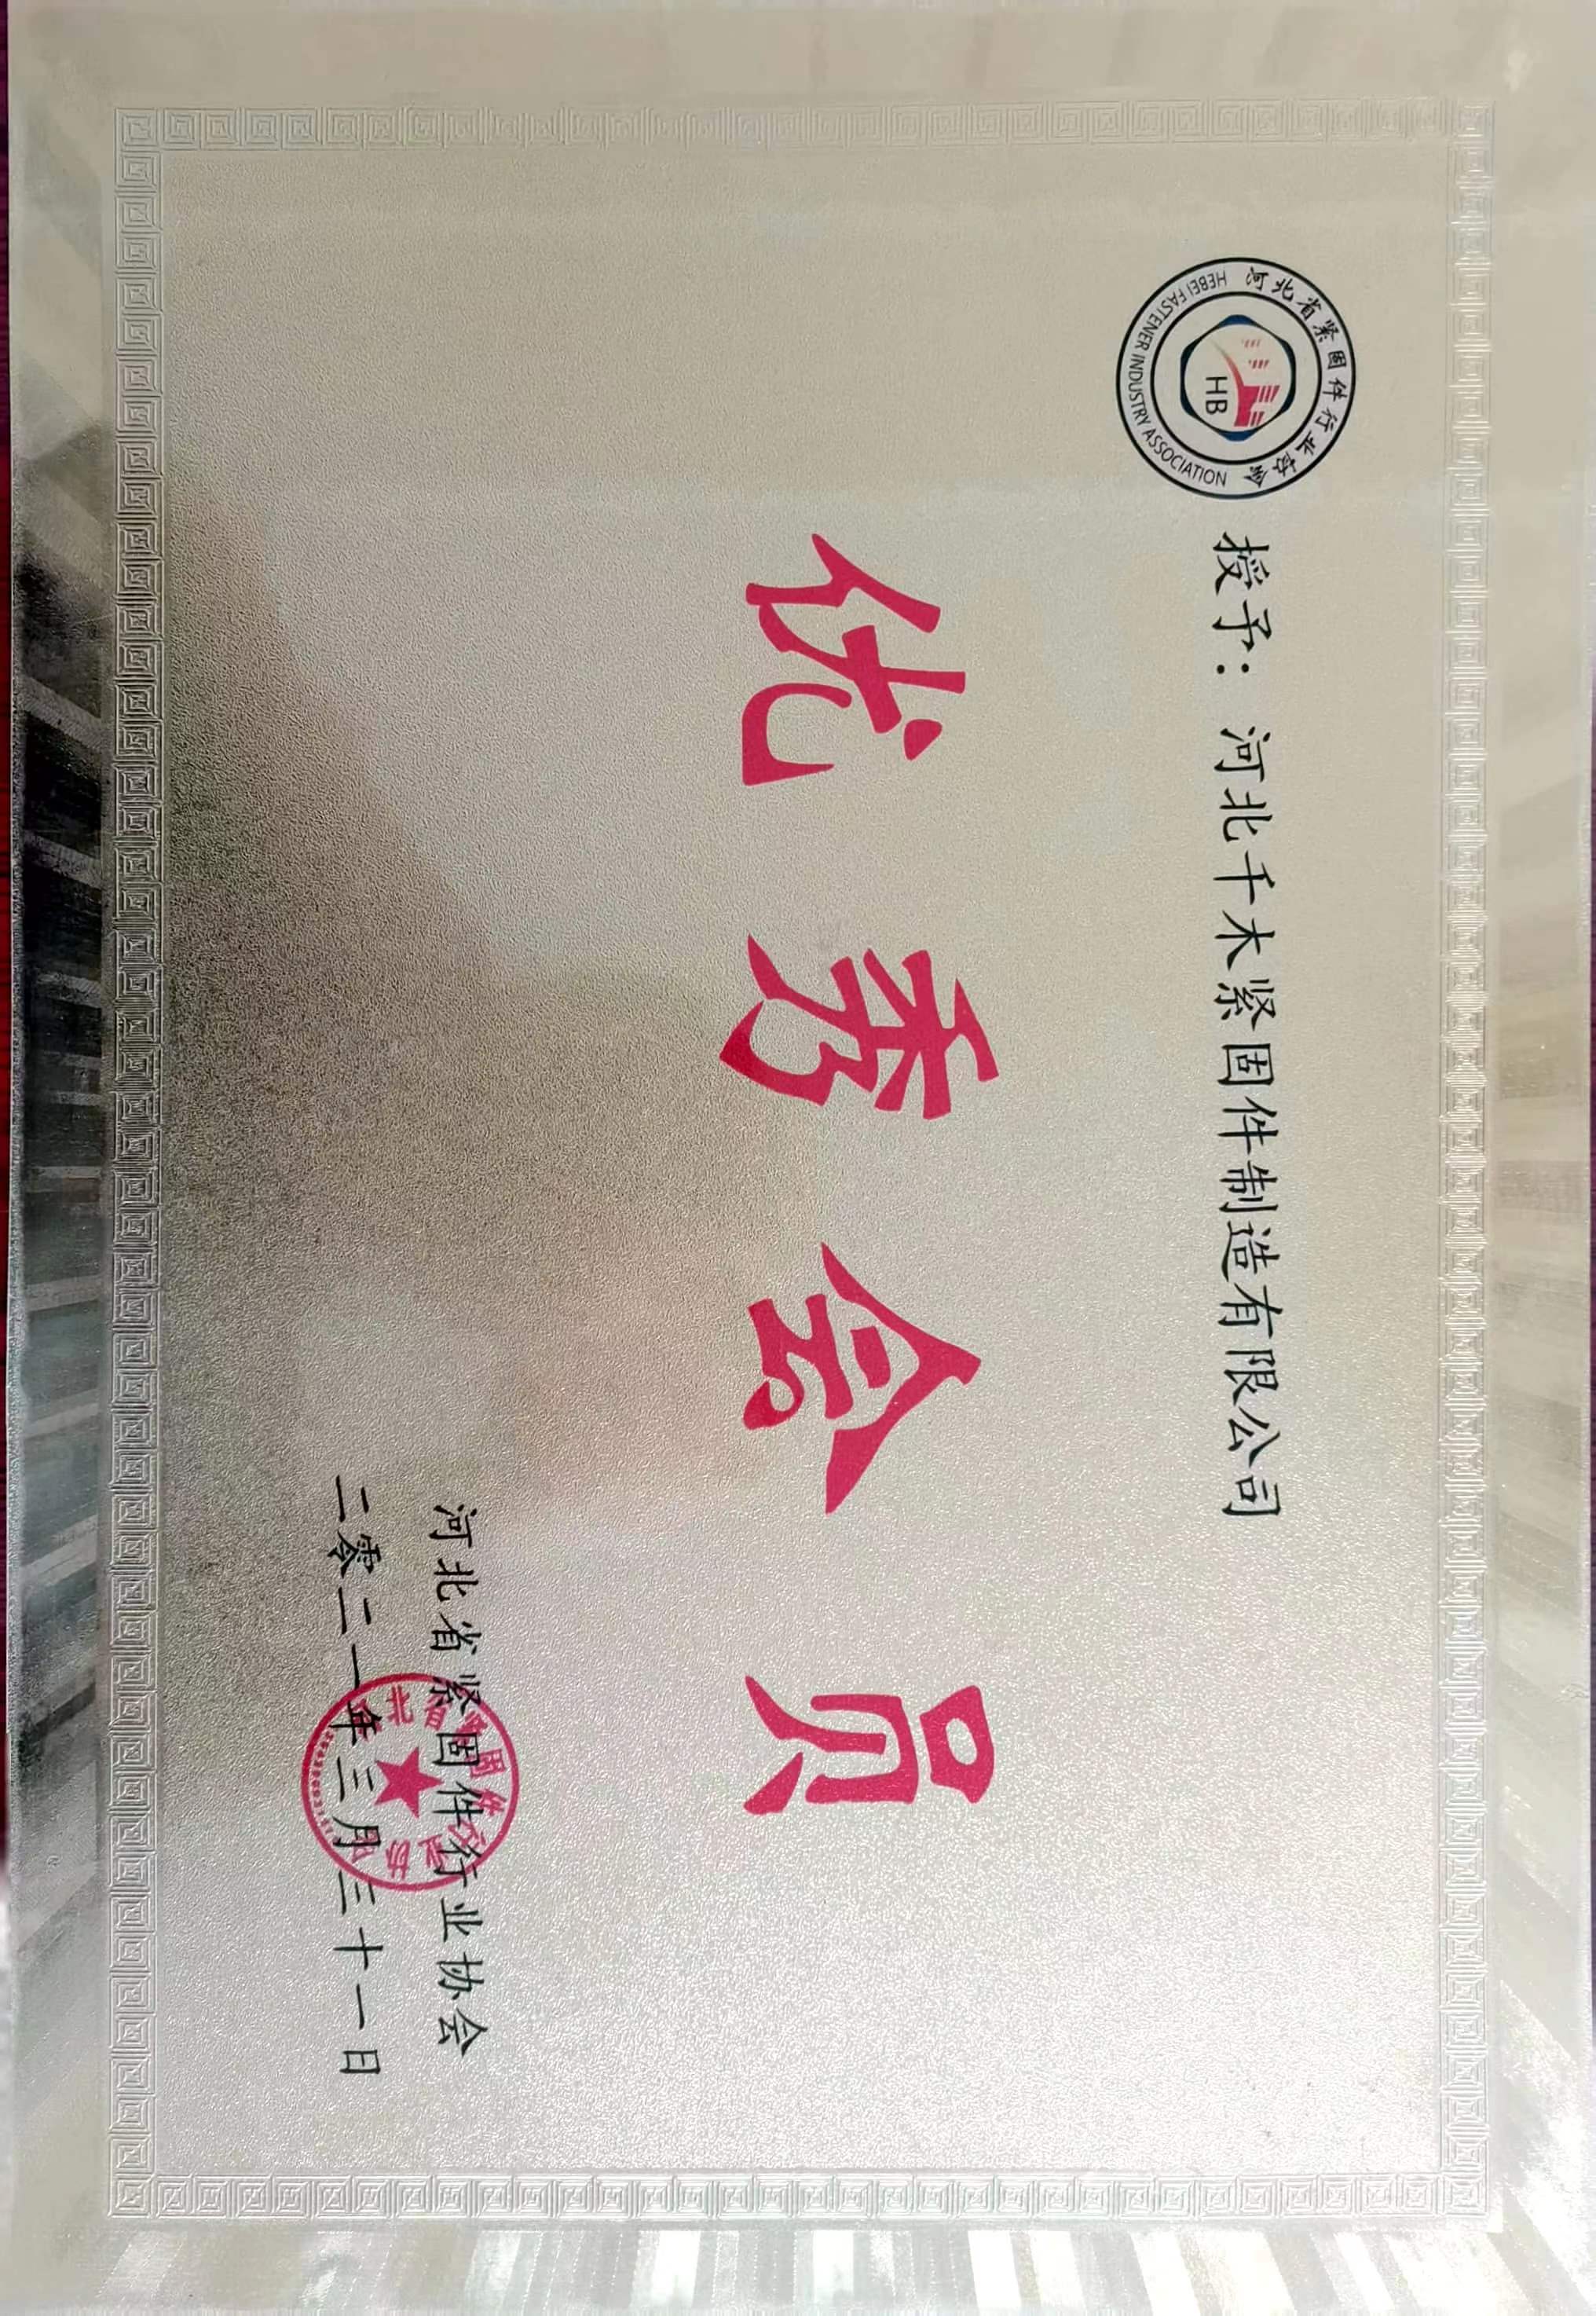 河北省紧固件行业协会
HEBEI FASTENER INDUSTRY ASSOCIATION
HB
授予：河北千木紧固件制造有限公司
优秀会员
河北省紧固件行业协会
二零二一年三月三十一日